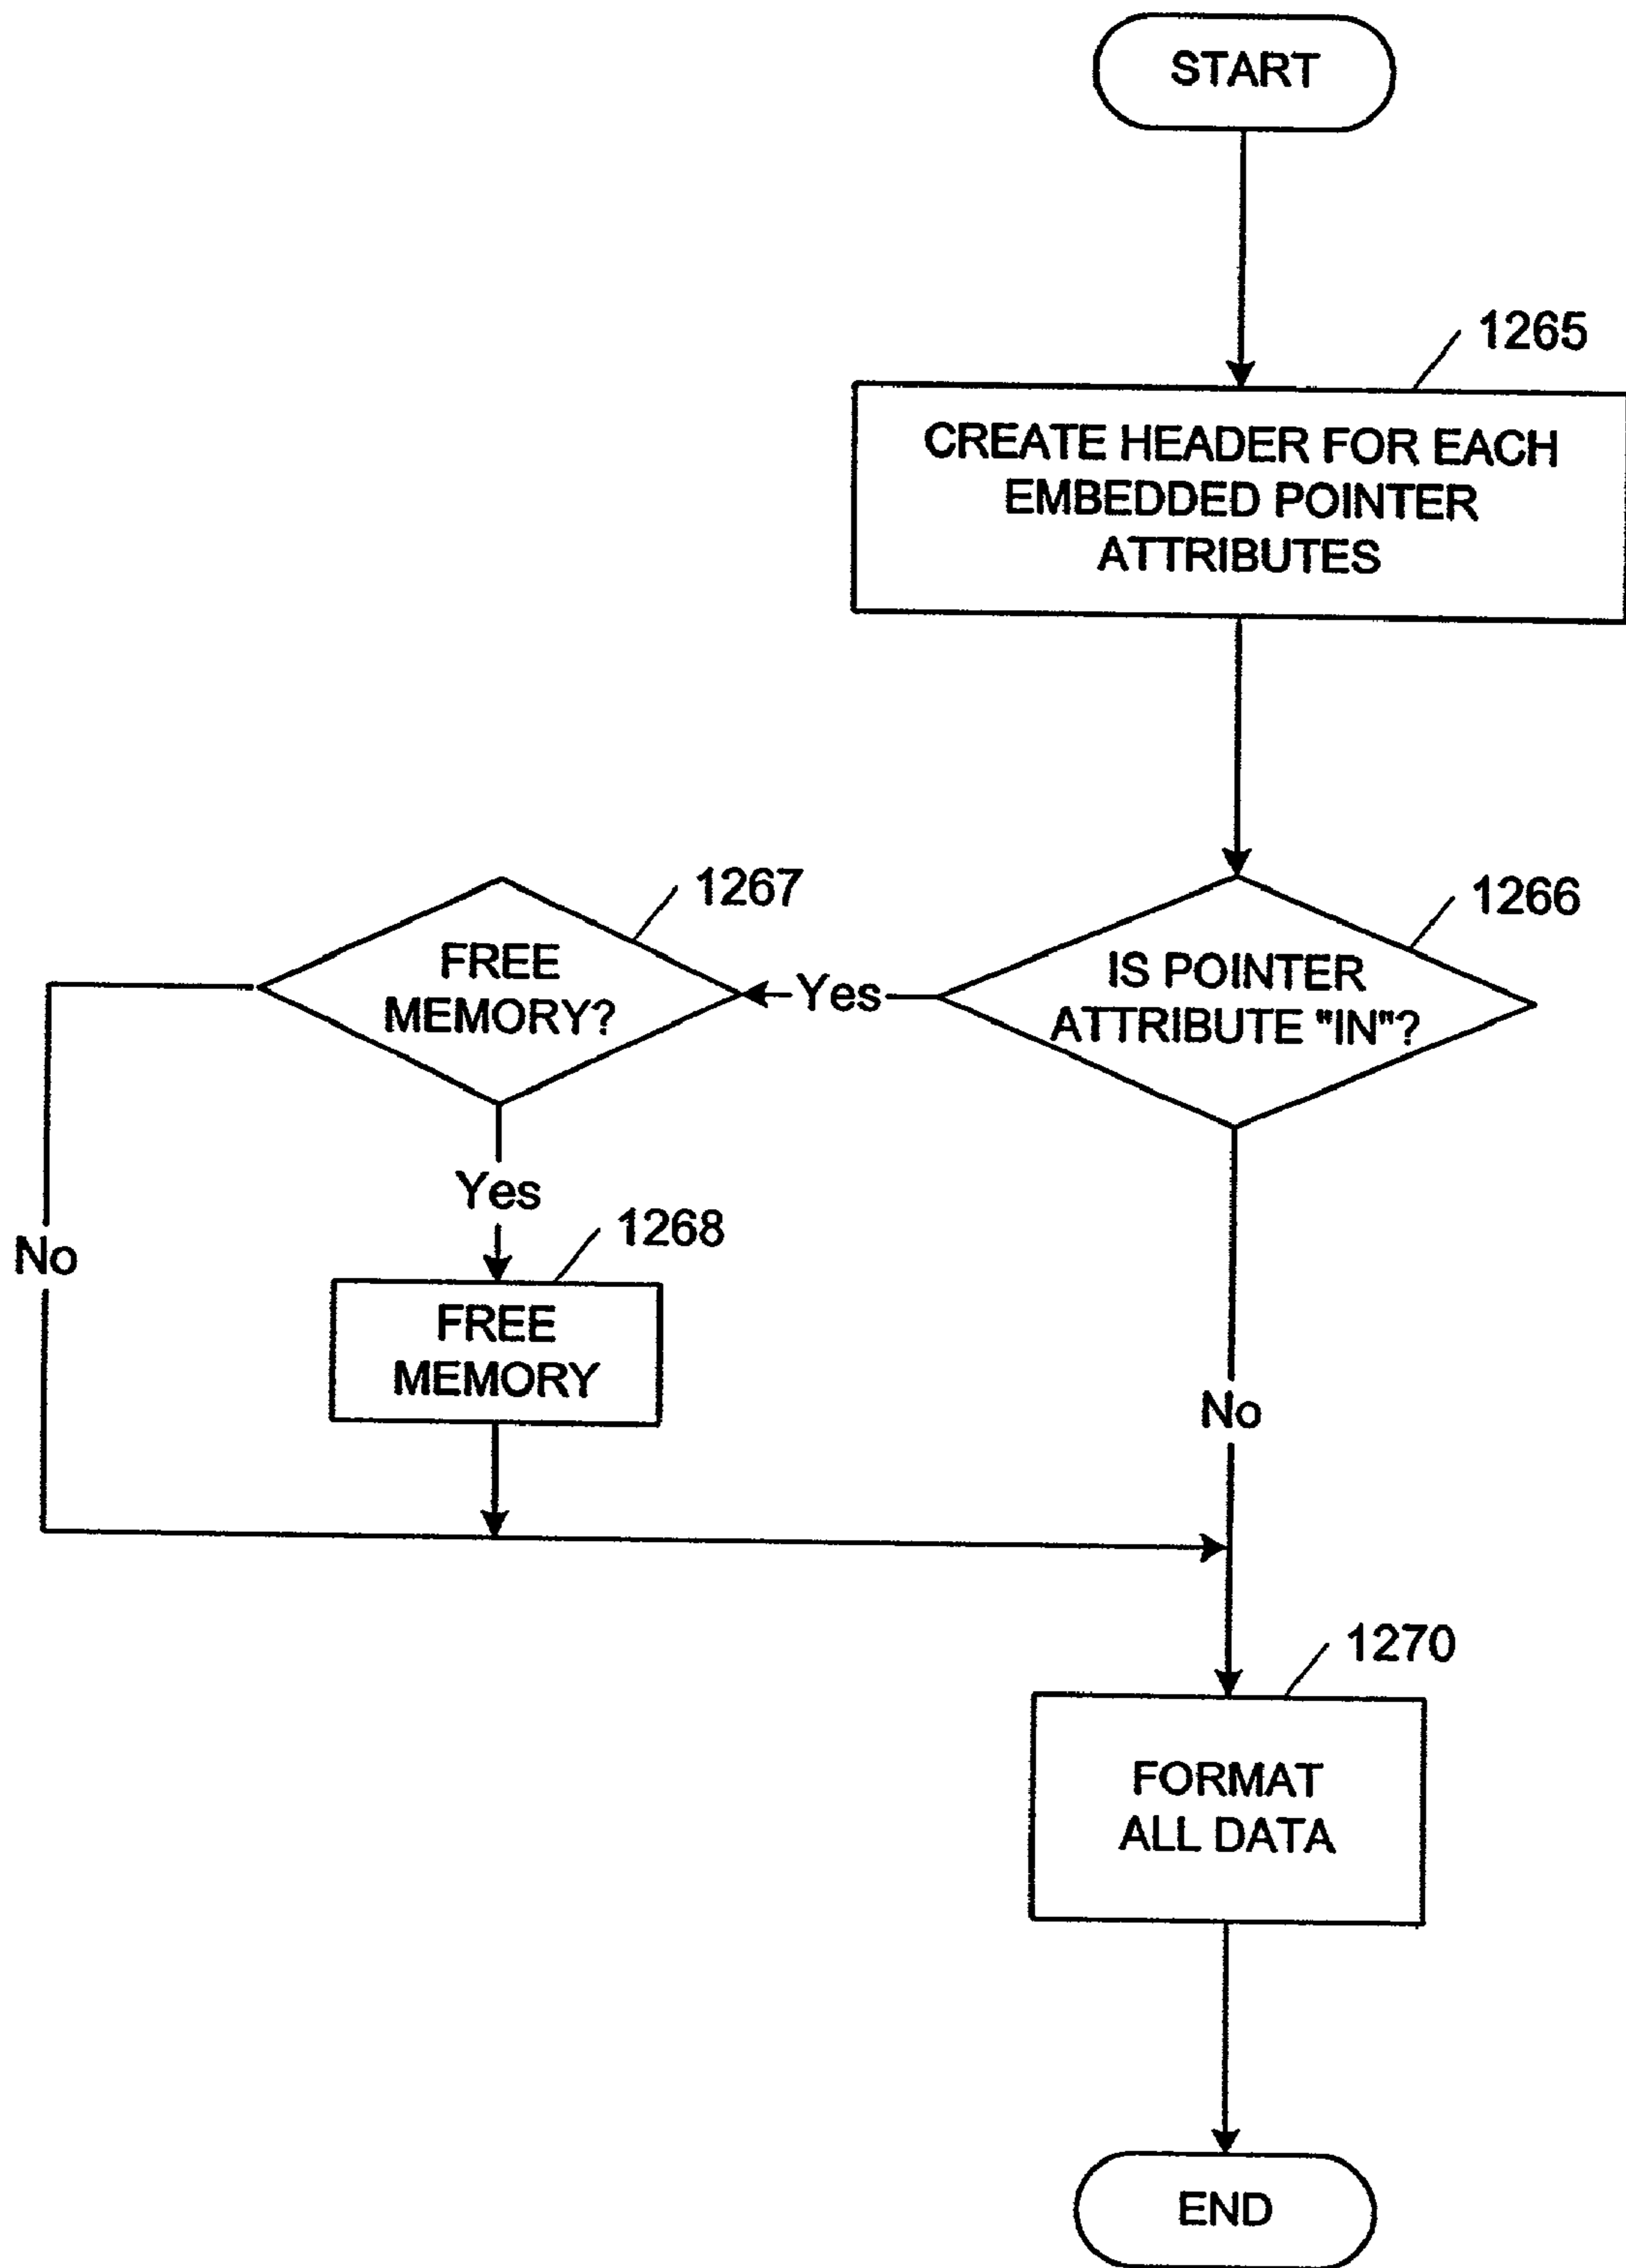 START
1265
CREATE HEADER FOR EACH
EMBEDDED POINTER
ATTRIBUTES
1267
1266
FREE
MEMORY?
Yes
IS POINTER
ATTRIBUTE "IN"?
Yes
1268
No
FREE
MEMORY
No
1270
FORMAT
ALL DATA
END